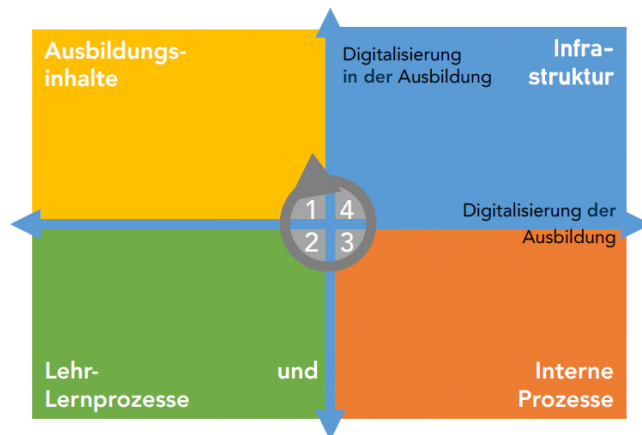 Ausbildungs-
inhalte
Digitalisierung
in der Ausbildung
Infra-
struktur
1 4
2 3
Digitalisierung der
Ausbildung
Lehr- und
Lernprozesse
Interne
Prozesse